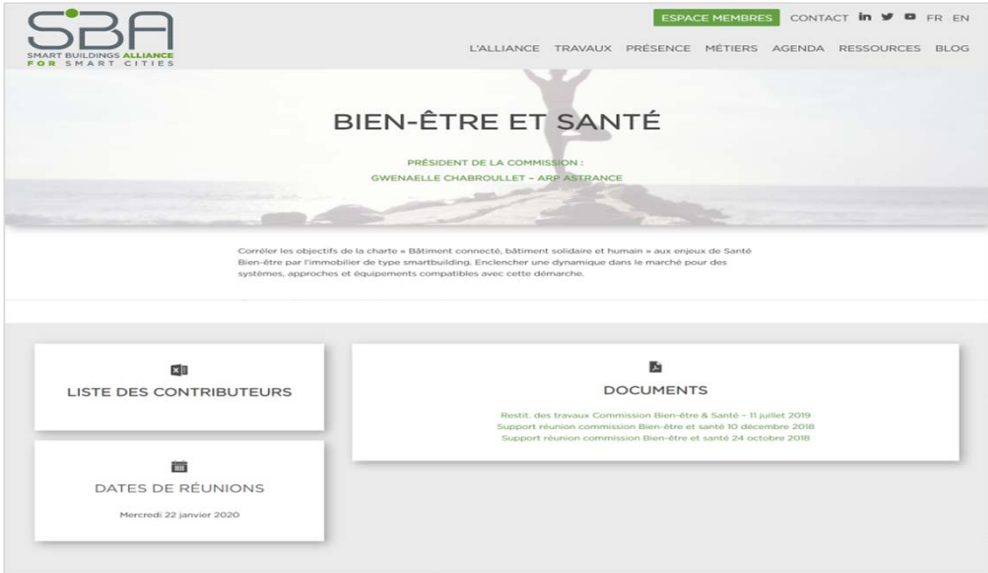 SBA
SMART BUILDINGS ALLIANCE
FOR SMART CITIES
ESPACE MEMBRES CONTACT in FR EN
L'ALLIANCE TRAVAUX PRÉSENCE MÉTIERS AGENDA RESSOURCES BLOG
BIEN-ÊTRE ET SANTÉ
PRÉSIDENT DE LA COMMISSION :
GWENAELLE CHABROULLET – ARP ASTRANCE
Corréler les objectifs de la charte « Bâtiment connecté, bâtiment solidaire et humain » aux enjeux de Santé
Bien-être par l'immobilier de type smartbuilding. Enclencher une dynamique dans le marché pour des
systèmes, approches et équipements compatibles avec cette démarche.
LISTE DES CONTRIBUTEURS
DATES DE RÉUNIONS
Mercredi 22 janvier 2020
DOCUMENTS
Restit. des travaux Commission Bien-être & Santé – 11 juillet 2019
Support réunion commission Bien-être et santé 10 décembre 2018
Support réunion commission Bien-être et santé 24 octobre 2018